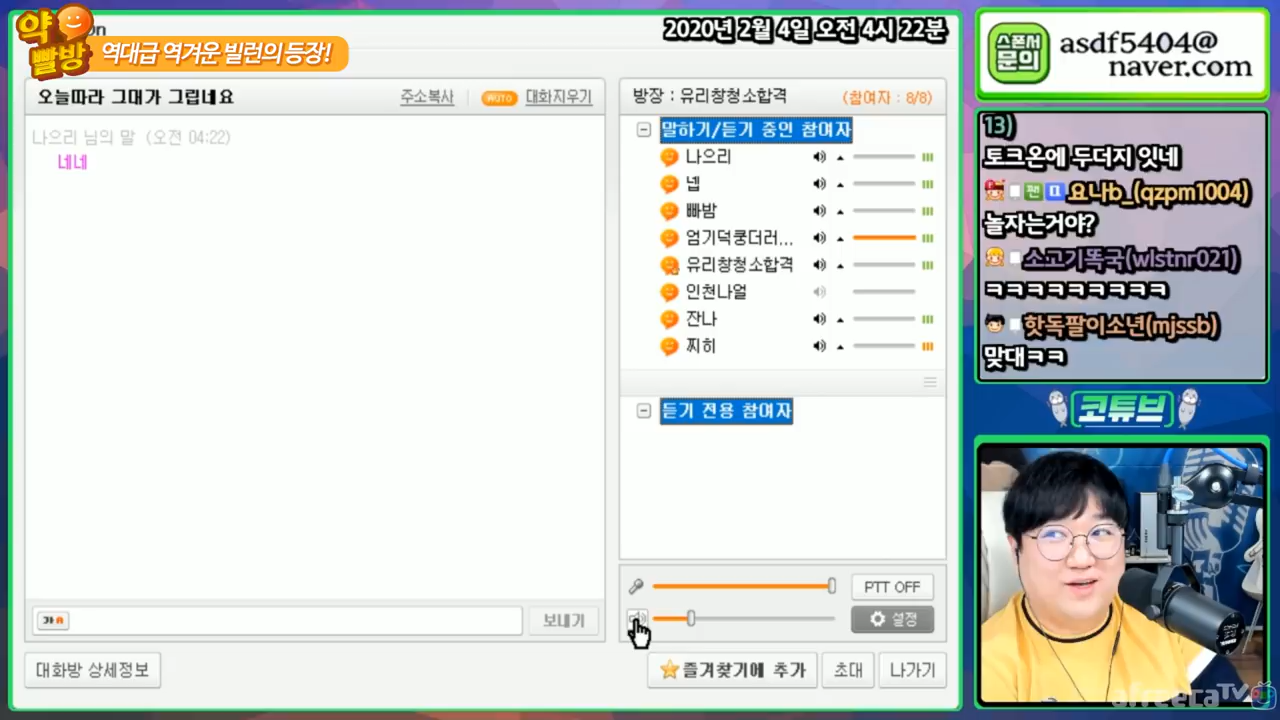 약빨방
역대급 역겨운 빌런의 등장!
on
2020년 2월 4일 오전 4시 22분
오늘따라 그대가 그립네요
주소복사
AUTO
대화지우기
나으리 님의 말 (오전 04:22)
네네
가
보내기
대화방 상세정보
방장 : 유리창청소합격
(참여자 : 8/8)
말하기/듣기 중인 참여자
나으리
넵
빠밤
엄기덕쿵더러...
유리창청소합격
인천나얼
잔나
찌히
듣기 전용 참여자
PTT OFF
설정
즐겨찾기에 추가
초대
나가기
스폰서
문의
asdf5404@
naver.com
13)
토크온에 두더지 잇네
팬 요나b_(qzpm1004)
놀자는거야?
소고기똑국(wlstnr021)
ㅋㅋㅋㅋㅋㅋㅋㅋㅋ
핫독팔이소년(mjssb)
맞대ㅋㅋ
코튜브
afreecaTV